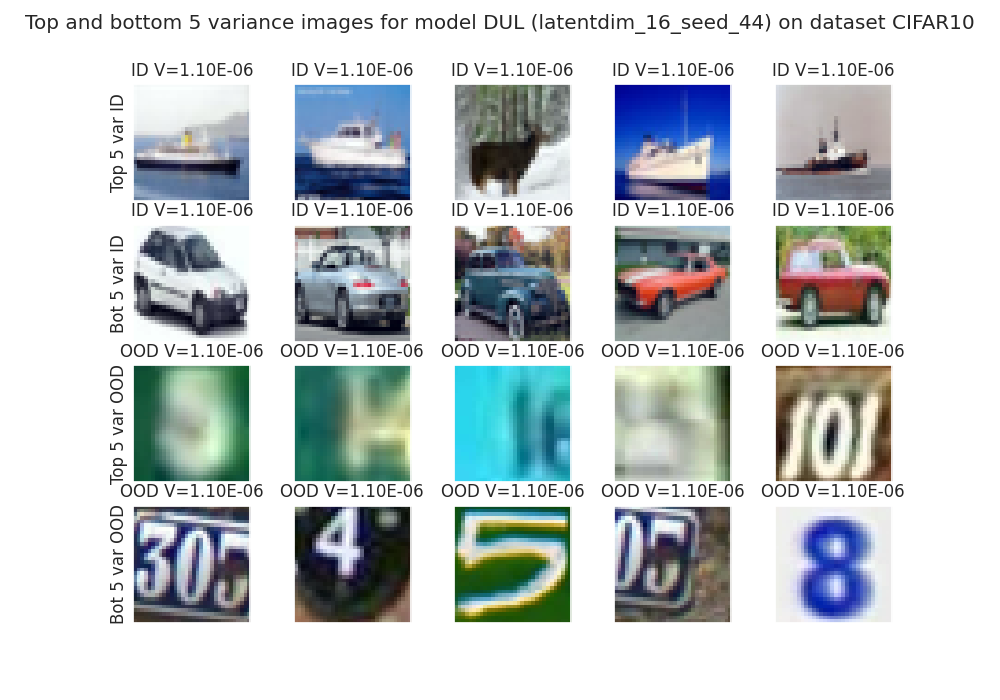 Top and bottom 5 variance images for model DUL (latentdim_16_seed_44) on dataset CIFAR10
ID V=1.10E-06 ID V=1.10E-06 ID V=1.10E-06 ID V=1.10E-06 ID V=1.10E-06
Top 5 var ID
ID V=1.10E-06 ID V=1.10E-06 ID V=1.10E-06 ID V=1.10E-06 ID V=1.10E-06
Bot 5 var ID
OOD V=1.10E-06 OOD V=1.10E-06 OOD V=1.10E-06 OOD V=1.10E-06 OOD V=1.10E-06
Top 5 var OOD
101
OOD V=1.10E-06 OOD V=1.10E-06 OOD V=1.10E-06 OOD V=1.10E-06 OOD V=1.10E-06
Bot 5 var OOD
305 4 5 05 8